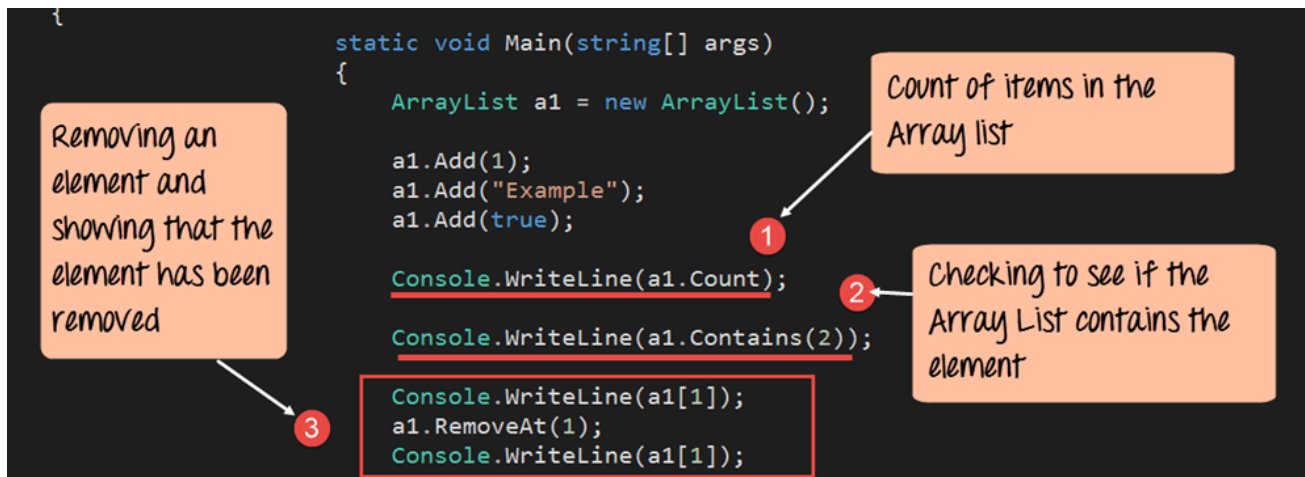 {
static void Main(string[] args)
{
ArrayList a1 = new ArrayList();
a1.Add(1);
a1.Add("Example");
a1.Add(true);
Console.WriteLine(a1.Count);
Console.WriteLine(a1.Contains(2));
Console.WriteLine(a1[1]);
a1.RemoveAt(1);
Console.WriteLine(a1[1]);
Count of items in the
Array list
1
Checking to see if the
Array List contains the
element
2
Removing an
element and
showing that the
element has been
removed
3